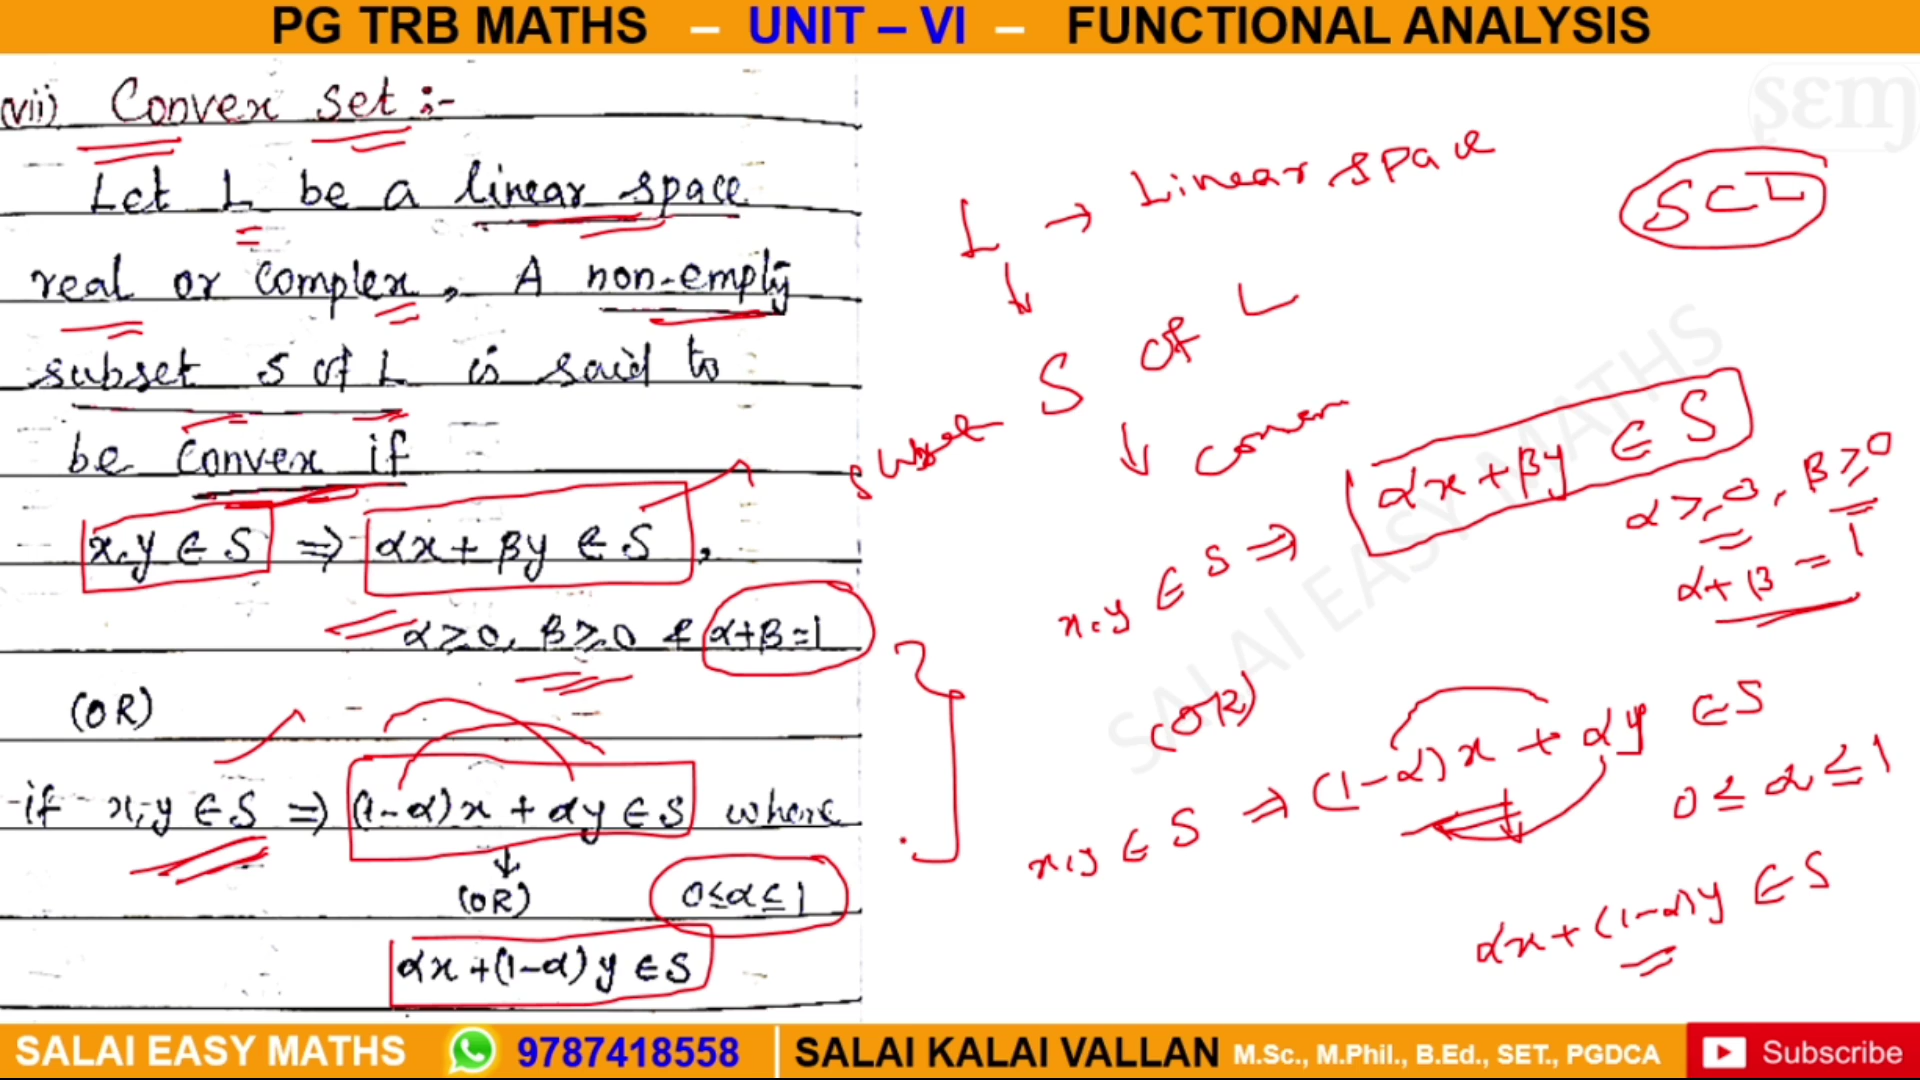 PG TRB MATHS – UNIT – VI – FUNCTIONAL ANALYSIS
sεm
(vii) Convex set :-
Let L be a linear space
real or complex, A non-empty
subset S of L is said to
be convex if
x,y ∈ S ⇒ αx + βy ∈ S,
α≥0, β≥0 & α+β=1
(OR)
if x,y ∈ S ⇒ (1-α)x + αy ∈ S where
↓
(OR) 0≤α≤1
αx+(1-α)y ∈ S
L → Linear space
S⊂L
↓
subset S of L
↓ convex
x,y ∈ S ⇒ αx+βy ∈ S
α≥0, β≥0
α+β=1
(OR)
x,y ∈ S ⇒ (1-α)x + αy ∈ S
0≤α≤1
αx+(1-α)y ∈ S
SALAI EASY MATHS
SALAI EASY MATHS 9787418558 SALAI KALAI VALLAN M.Sc., M.Phil., B.Ed., SET., PGDCA Subscribe